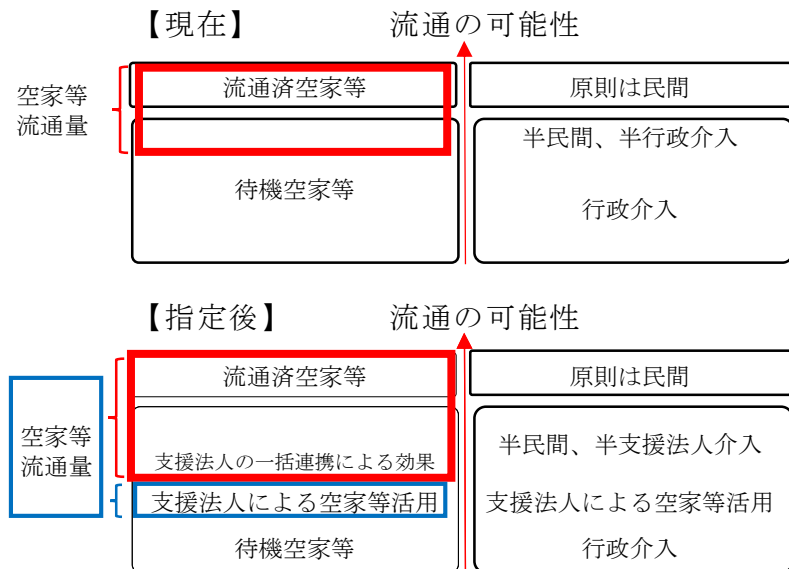 【現在】 流通の可能性
空家等
流通量
流通済空家等
原則は民間
半民間、半行政介入
待機空家等
行政介入
【指定後】 流通の可能性
空家等
流通量
流通済空家等
原則は民間
支援法人の一括連携による効果
半民間、半支援法人介入
支援法人による空家等活用
支援法人による空家等活用
待機空家等
行政介入